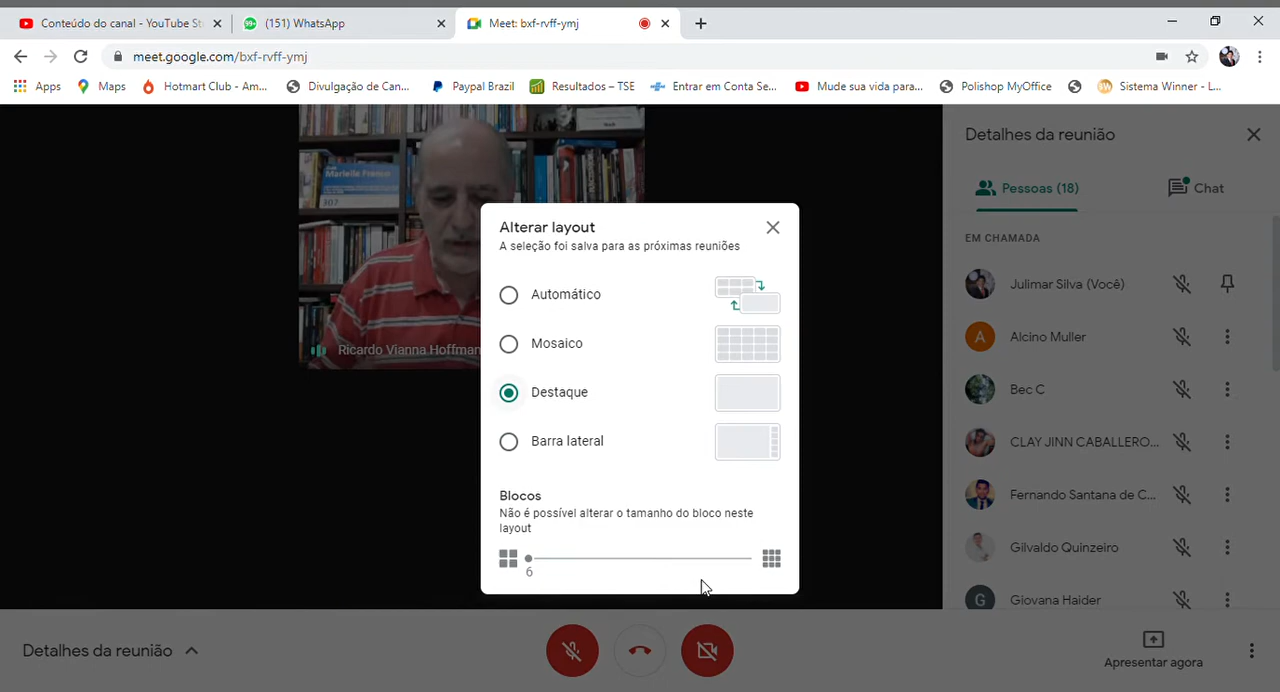 Conteúdo do canal - YouTube St
99+
(151) WhatsApp
Meet: bxf-rvff-ymj
meet.google.com/bxf-rvff-ymj
Apps
Maps
Hotmart Club - Am...
Divulgação de Can...
Paypal Brazil
Resultados – TSE
Entrar em Conta Se...
Mude sua vida para...
Polishop MyOffice
Sistema Winner - L...
Marielle Franco
307
Ricardo Vianna Hoffman
Alterar layout
A seleção foi salva para as próximas reuniões
Automático
Mosaico
Destaque
Barra lateral
Blocos
Não é possível alterar o tamanho do bloco neste
layout
6
Detalhes da reunião
Pessoas (18)
Chat
EM CHAMADA
Julimar Silva (Você)
A
Alcino Muller
Bec C
CLAY JINN CABALLERO...
Fernando Santana de C...
Gilvaldo Quinzeiro
G
Giovana Haider
Detalhes da reunião
Apresentar agora